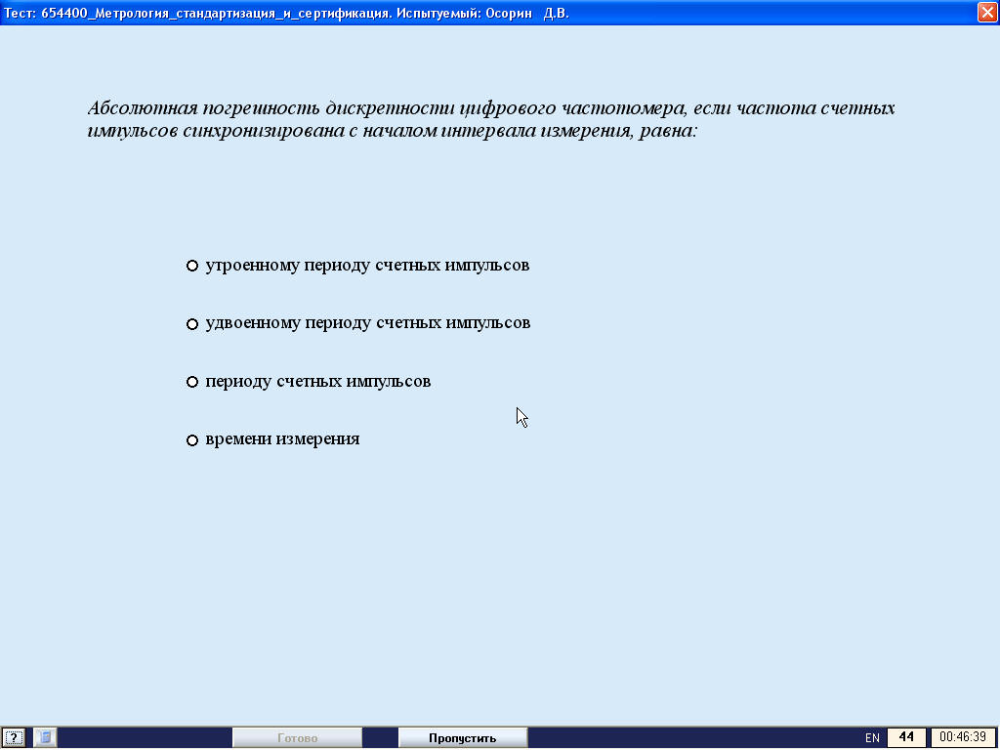 Тест: 654400_Метрология_стандартизация_и_сертификация. Испытуемый: Осорин Д.В.
Абсолютная погрешность дискретности цифрового частотомера, если частота счетных
импульсов синхронизирована с началом интервала измерения, равна:
утроенному периоду счетных импульсов
удвоенному периоду счетных импульсов
периоду счетных импульсов
времени измерения
? Готово Пропустить EN 44 00:46:39